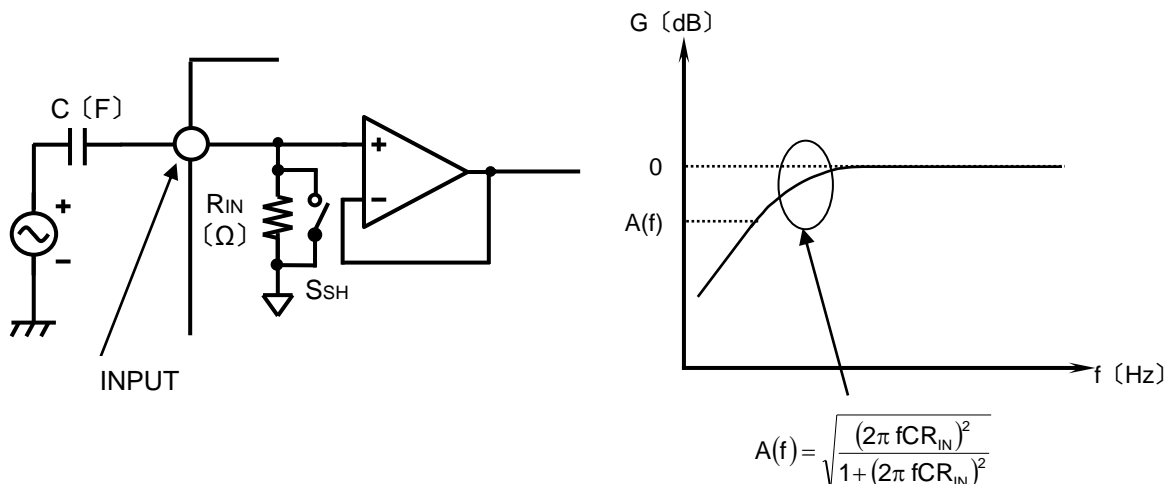 C〔F〕
+
−
RIN
〔Ω〕
SSH
+
−
INPUT
G〔dB〕
0
A(f)
f〔Hz〕
A(f) = √((2π fCRIN)² / (1+(2π fCRIN)²))